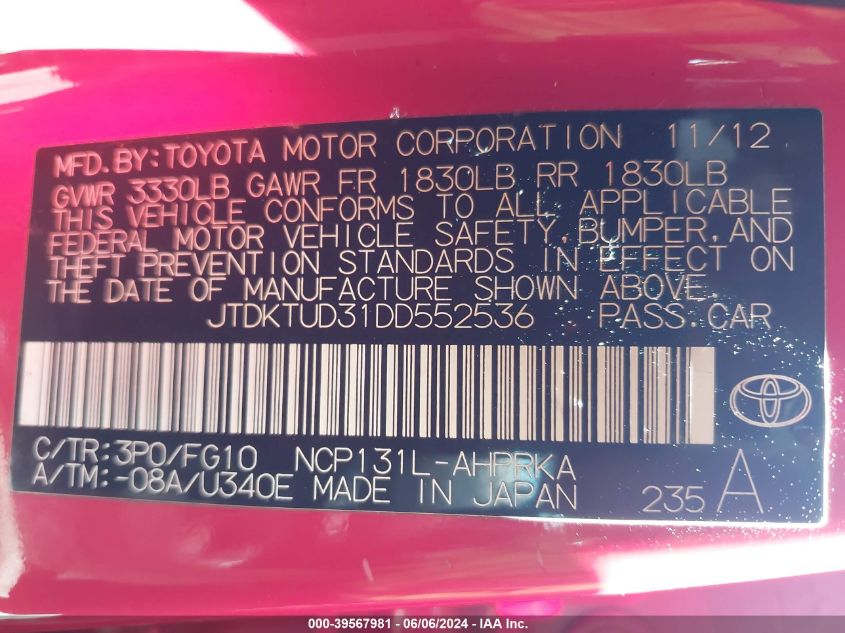 MFD. BY: TOYOTA MOTOR CORPORATION 11/12
GVWR 3330LB GAWR FR 1830LB RR 1830LB
THIS VEHICLE CONFORMS TO ALL APPLICABLE
FEDERAL MOTOR VEHICLE SAFETY, BUMPER, AND
THEFT PREVENTION STANDARDS IN EFFECT ON
THE DATE OF MANUFACTURE SHOWN ABOVE.
JTDKTUD31DD552536 PASS. CAR
C/TR: 3P0/FG10 NCP131L-AHPRKA
A/TM: -08A/U340E MADE IN JAPAN 235 A
000-39567981 | 06/06/2024 | IAA Inc.